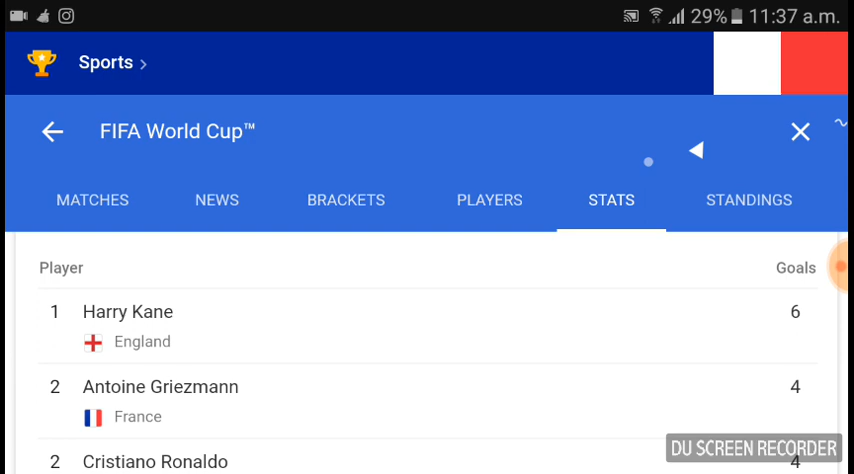 29% 11:37 a.m.
Sports
FIFA World Cup™
MATCHES NEWS BRACKETS PLAYERS STATS STANDINGS
Player Goals
1 Harry Kane 6
England
2 Antoine Griezmann 4
France
DU SCREEN RECORDER
2 Cristiano Ronaldo 4